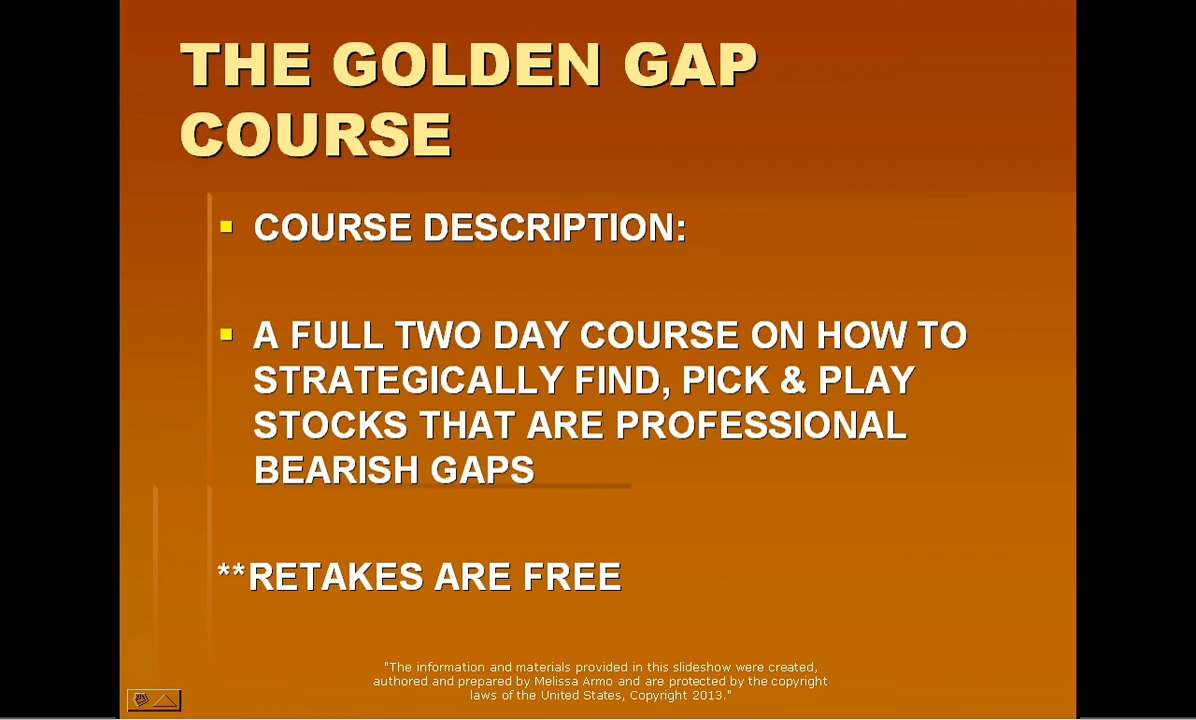 THE GOLDEN GAP
COURSE
COURSE DESCRIPTION:
A FULL TWO DAY COURSE ON HOW TO
STRATEGICALLY FIND, PICK & PLAY
STOCKS THAT ARE PROFESSIONAL
BEARISH GAPS
**RETAKES ARE FREE
"The information and materials provided in this slideshow were created,
authored and prepared by Melissa Armo and are protected by the copyright
laws of the United States, Copyright 2013."